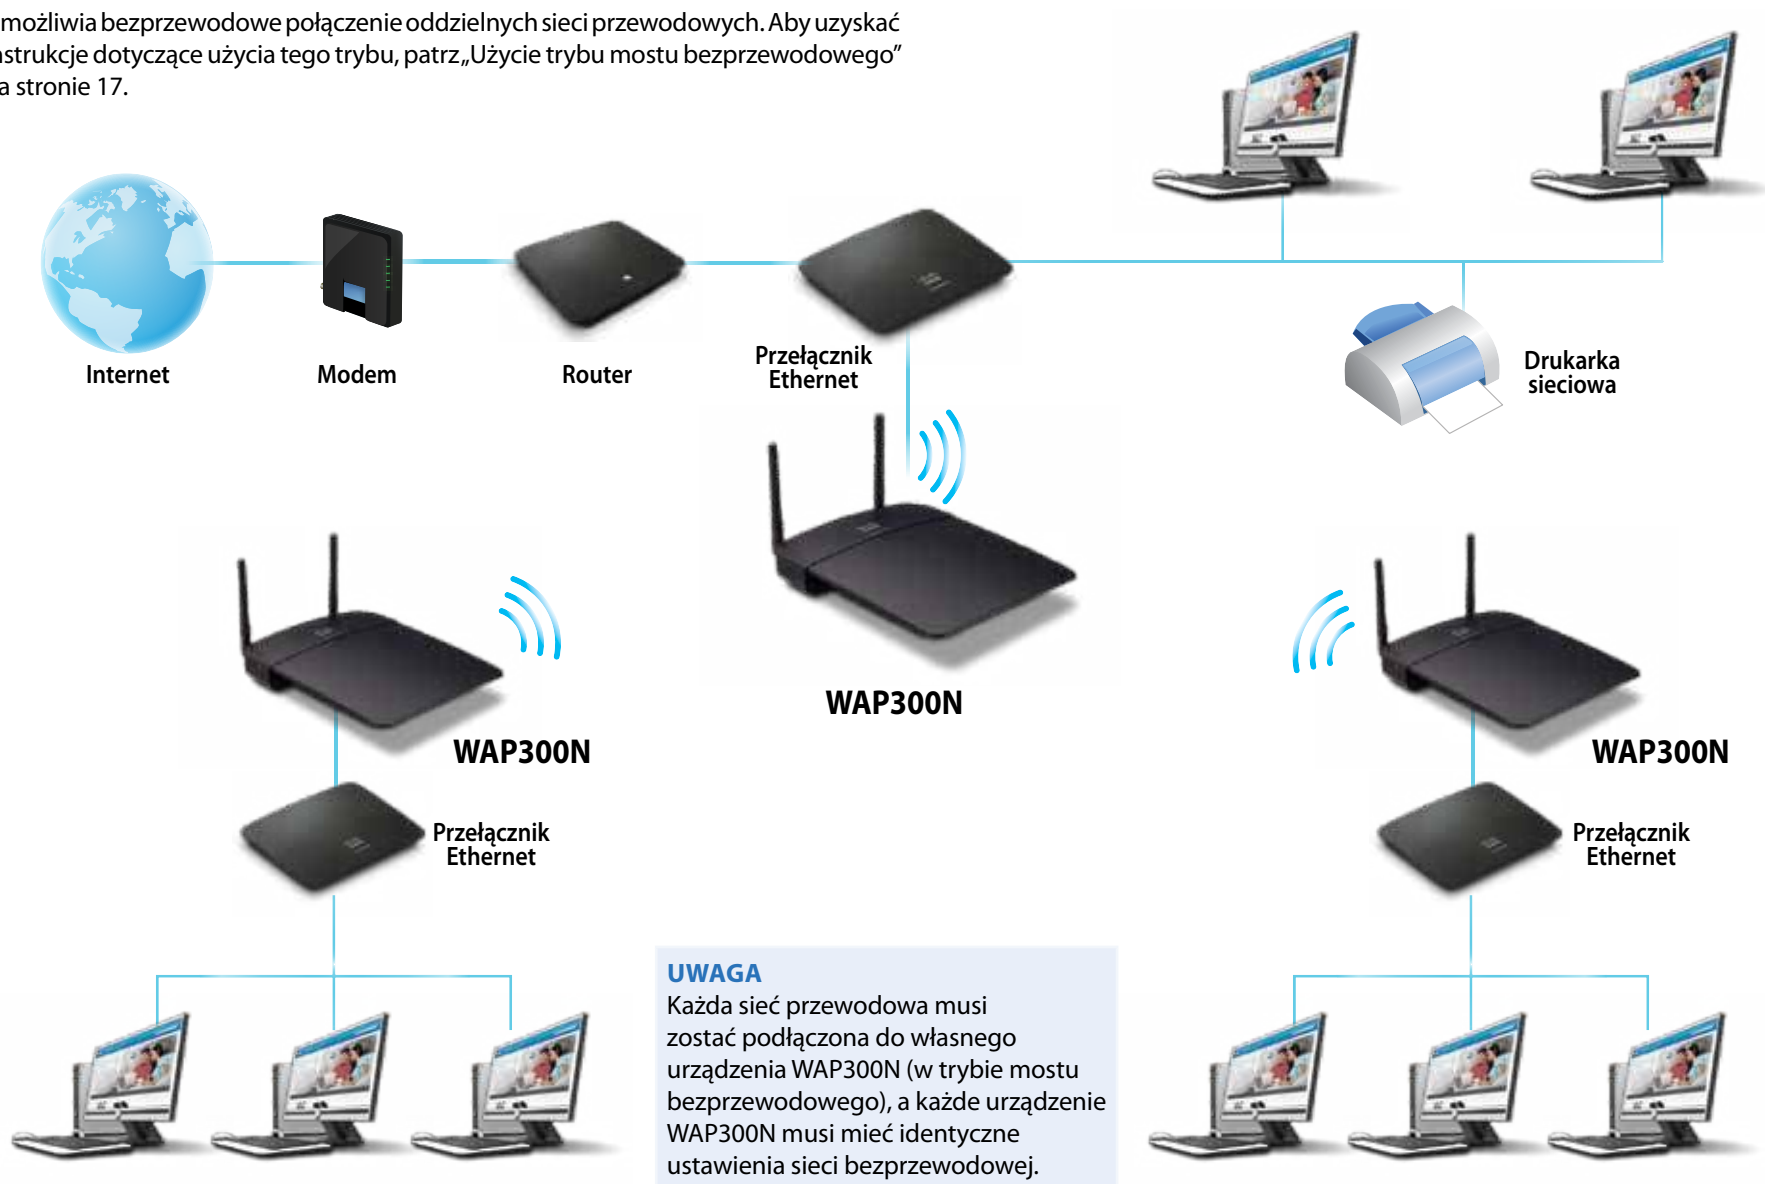 możliwia bezprzewodowe połączenie oddzielnych sieci przewodowych. Aby uzyskać
strukcje dotyczące użycia tego trybu, patrz „Użycie trybu mostu bezprzewodowego”
a stronie 17.
Internet
Modem
Router
Przełącznik
Ethernet
Drukarka
sieciowa
WAP300N
WAP300N
WAP300N
Przełącznik
Ethernet
Przełącznik
Ethernet
UWAGA
Każda sieć przewodowa musi
zostać podłączona do własnego
urządzenia WAP300N (w trybie mostu
bezprzewodowego), a każde urządzenie
WAP300N musi mieć identyczne
ustawienia sieci bezprzewodowej.